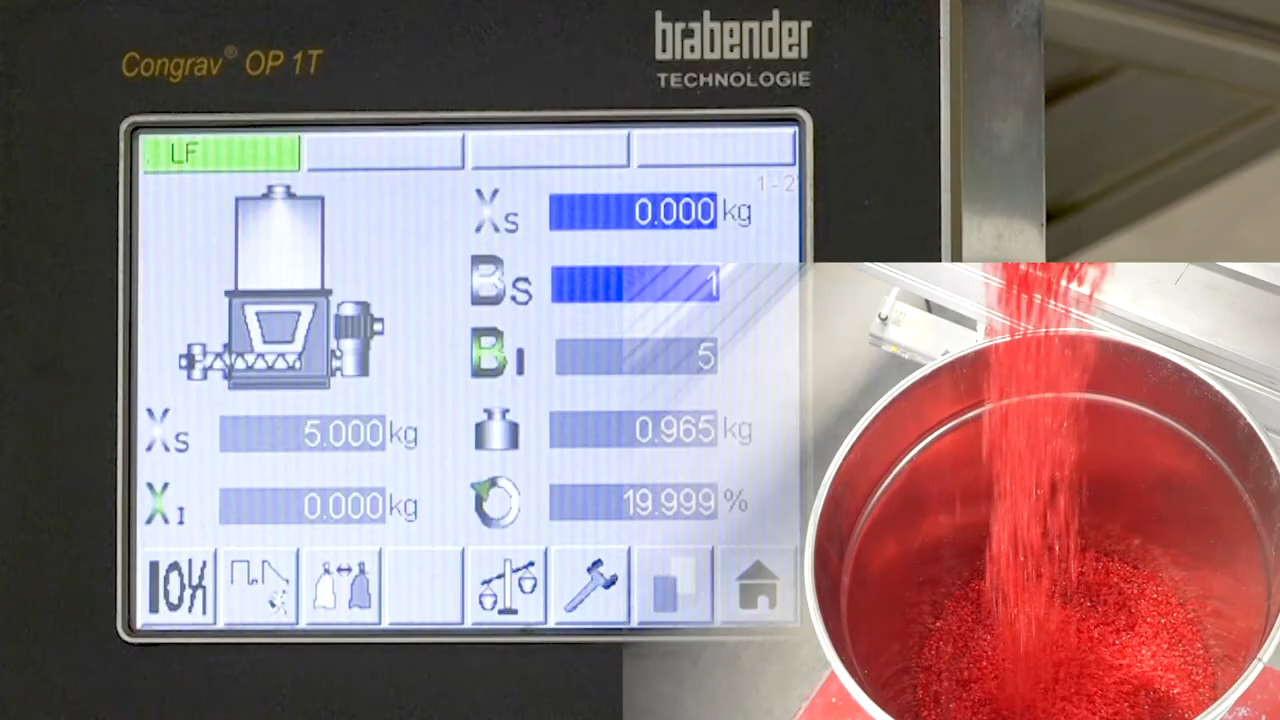 Congrav® OP 1T
brabender
TECHNOLOGIE
LF
1-2
Xs 0.000 kg
Bs 1
BI 5
Xs 5.000 kg
0.965 kg
XI 0.000 kg
19.999 %
I0